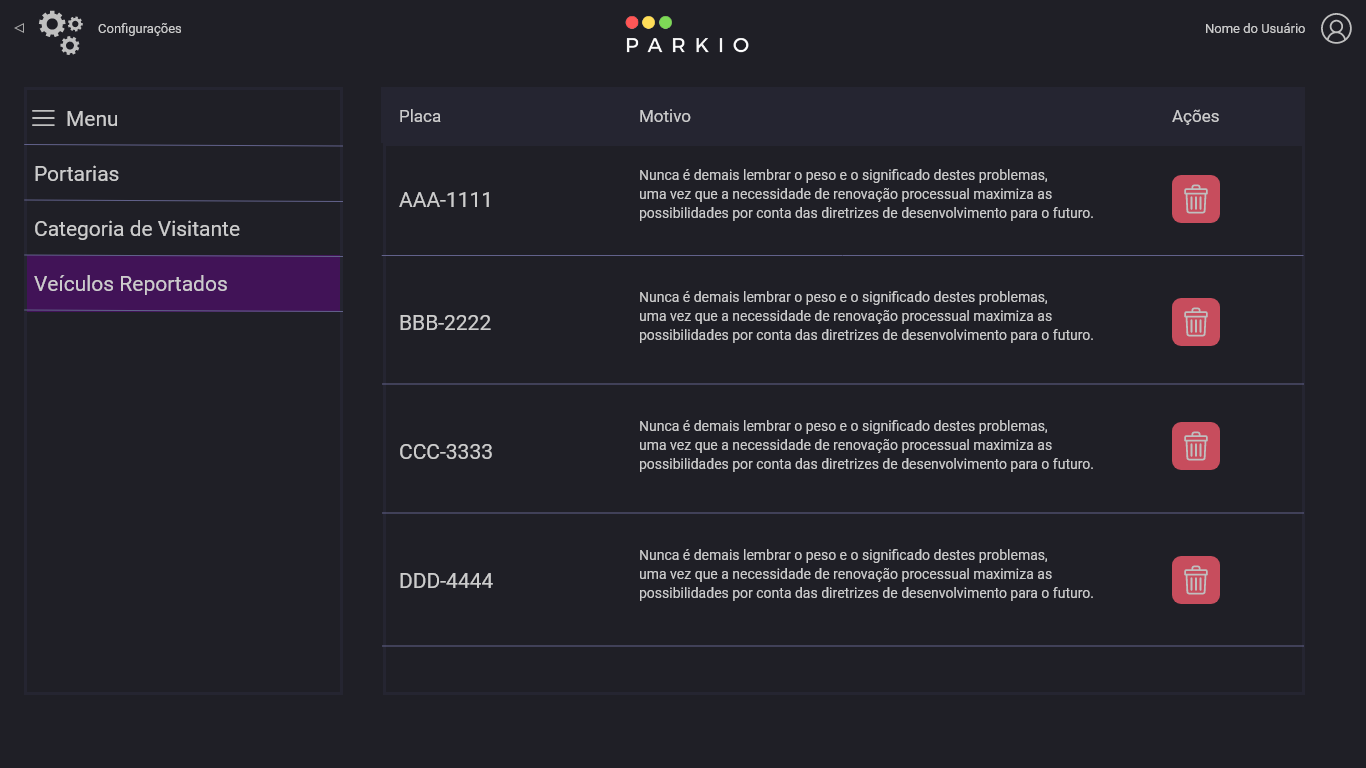 Configurações
PARKIO
Nome do Usuário
Menu
Portarias
Categoria de Visitante
Veículos Reportados
Placa Motivo Ações
AAA-1111
Nunca é demais lembrar o peso e o significado destes problemas,
uma vez que a necessidade de renovação processual maximiza as
possibilidades por conta das diretrizes de desenvolvimento para o futuro.
BBB-2222
Nunca é demais lembrar o peso e o significado destes problemas,
uma vez que a necessidade de renovação processual maximiza as
possibilidades por conta das diretrizes de desenvolvimento para o futuro.
CCC-3333
Nunca é demais lembrar o peso e o significado destes problemas,
uma vez que a necessidade de renovação processual maximiza as
possibilidades por conta das diretrizes de desenvolvimento para o futuro.
DDD-4444
Nunca é demais lembrar o peso e o significado destes problemas,
uma vez que a necessidade de renovação processual maximiza as
possibilidades por conta das diretrizes de desenvolvimento para o futuro.